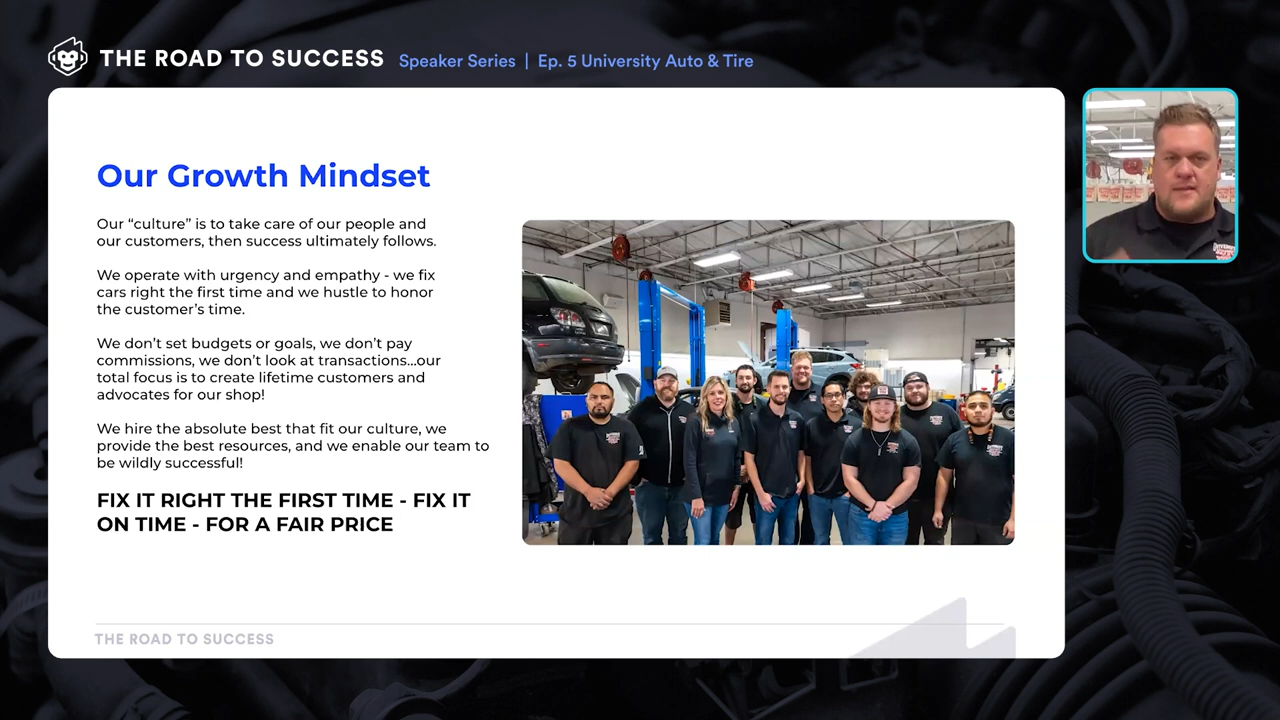 THE ROAD TO SUCCESS Speaker Series | Ep. 5 University Auto & Tire
Our Growth Mindset
Our “culture” is to take care of our people and
our customers, then success ultimately follows.
We operate with urgency and empathy - we fix
cars right the first time and we hustle to honor
the customer’s time.
We don’t set budgets or goals, we don’t pay
commissions, we don’t look at transactions...our
total focus is to create lifetime customers and
advocates for our shop!
We hire the absolute best that fit our culture, we
provide the best resources, and we enable our team to
be wildly successful!
FIX IT RIGHT THE FIRST TIME - FIX IT
ON TIME - FOR A FAIR PRICE
THE ROAD TO SUCCESS